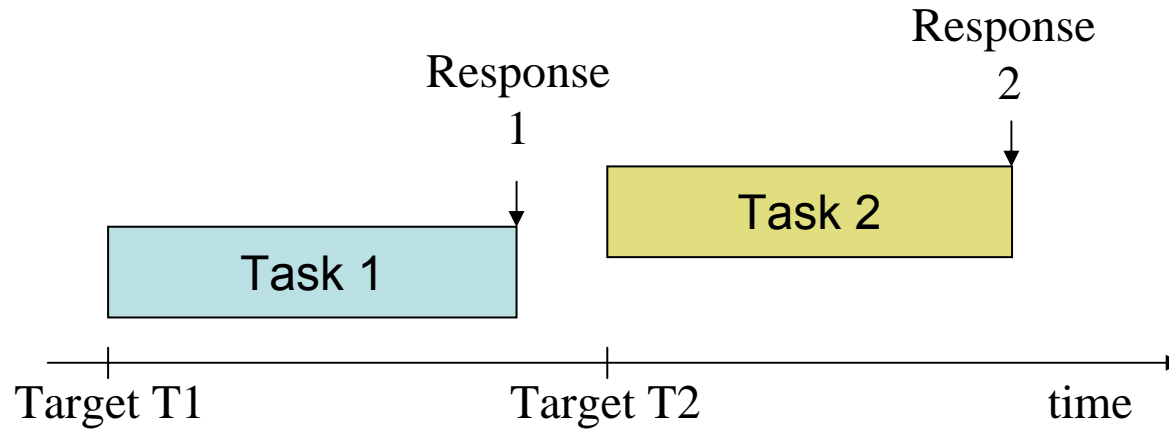 Response
2
Response
1
Task 2
Task 1
Target T1
Target T2
time